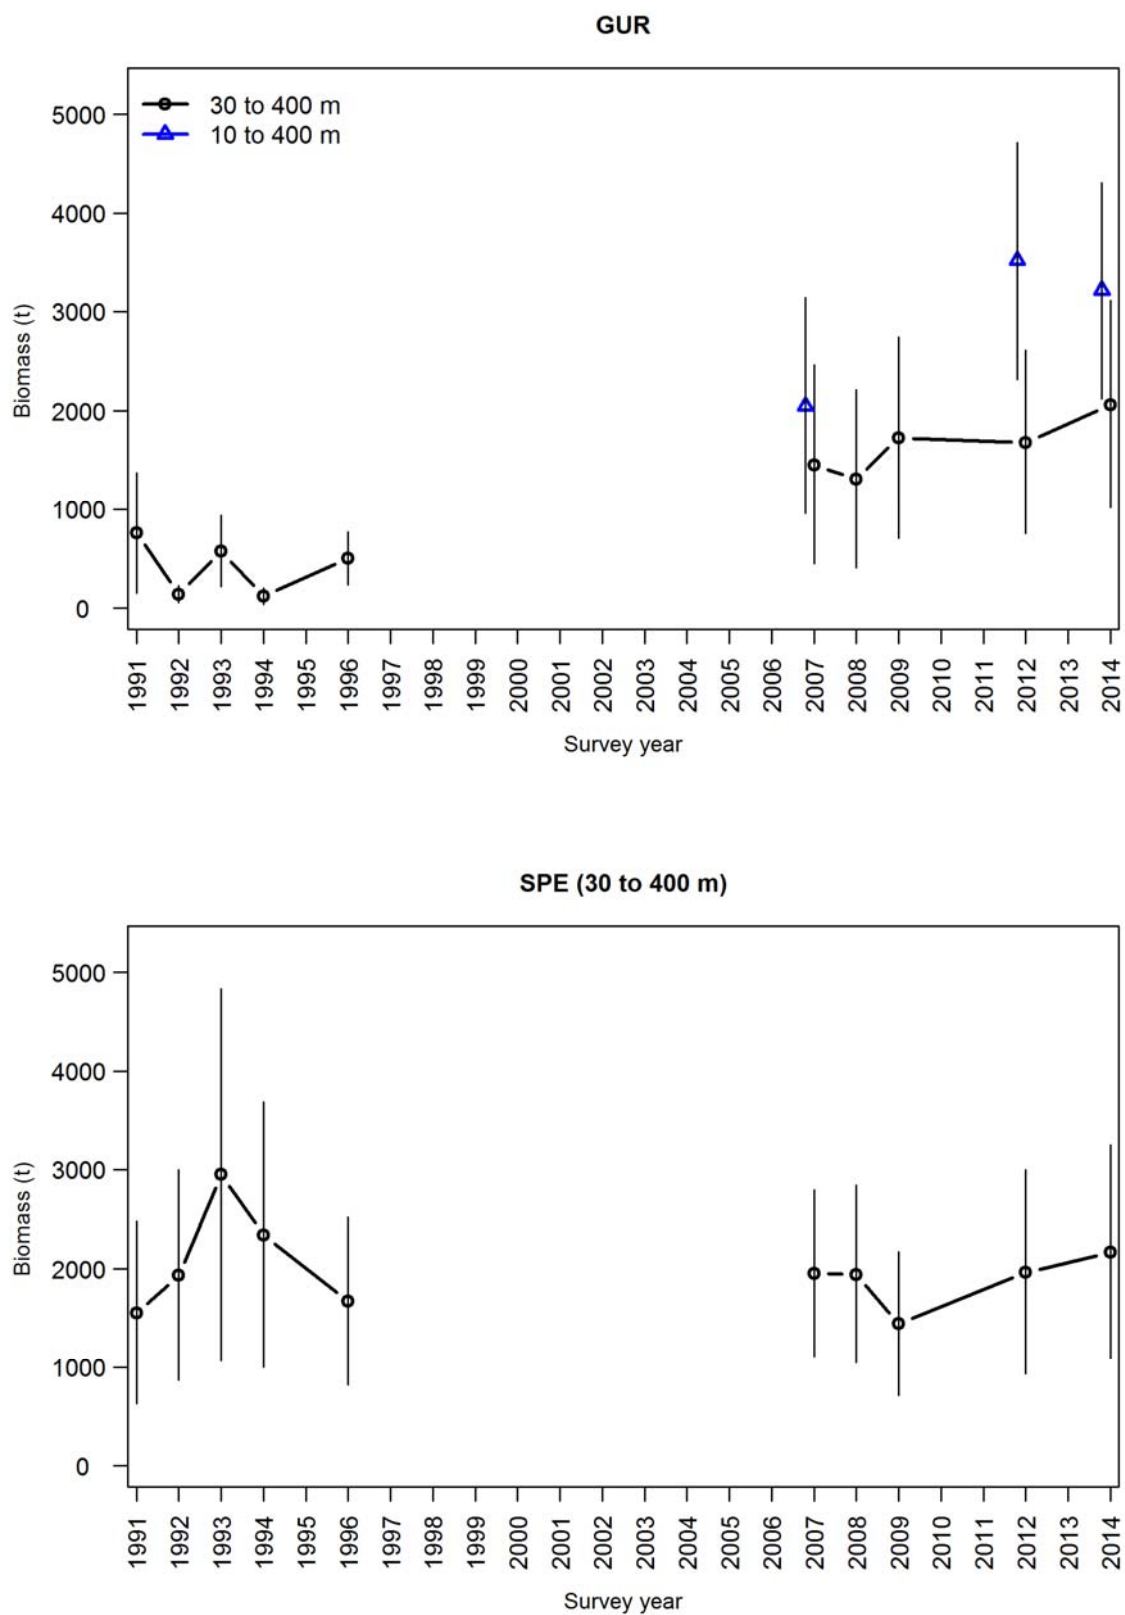 GUR
30 to 400 m
10 to 400 m
5000
4000
3000
2000
1000
0
Biomass (t)
1991 1992 1993 1994 1995 1996 1997 1998 1999 2000 2001 2002 2003 2004 2005 2006 2007 2008 2009 2010 2011 2012 2013 2014
Survey year
SPE (30 to 400 m)
5000
4000
3000
2000
1000
0
Biomass (t)
1991 1992 1993 1994 1995 1996 1997 1998 1999 2000 2001 2002 2003 2004 2005 2006 2007 2008 2009 2010 2011 2012 2013 2014
Survey year